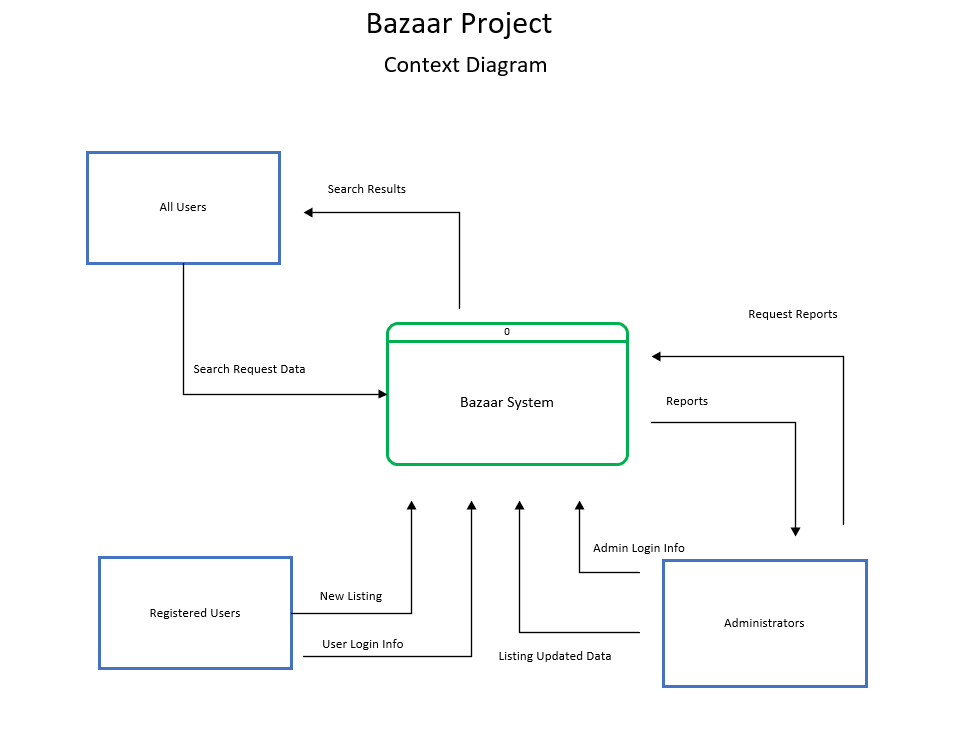 Bazaar Project
Context Diagram
Search Results
All Users
Request Reports
0
Search Request Data
Bazaar System
Reports
Admin Login Info
New Listing
Registered Users
Administrators
User Login Info
Listing Updated Data